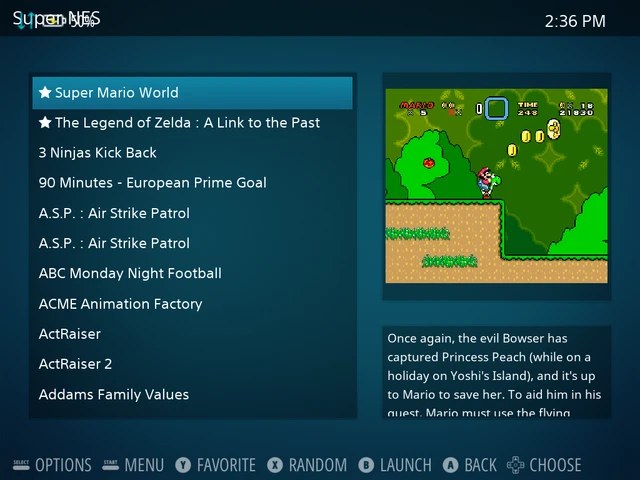 Super NES
50%
2:36 PM
Super Mario World
The Legend of Zelda : A Link to the Past
3 Ninjas Kick Back
90 Minutes - European Prime Goal
A.S.P. : Air Strike Patrol
A.S.P. : Air Strike Patrol
ABC Monday Night Football
ACME Animation Factory
ActRaiser
ActRaiser 2
Addams Family Values
MARIO TIME
x 5 248 21830
x 18
Once again, the evil Bowser has
captured Princess Peach (while on a
holiday on Yoshi's Island), and it's up
to Mario to save her. To aid him in his
quest, Mario must use the flying
SELECT OPTIONS START MENU Y FAVORITE X RANDOM B LAUNCH A BACK CHOOSE